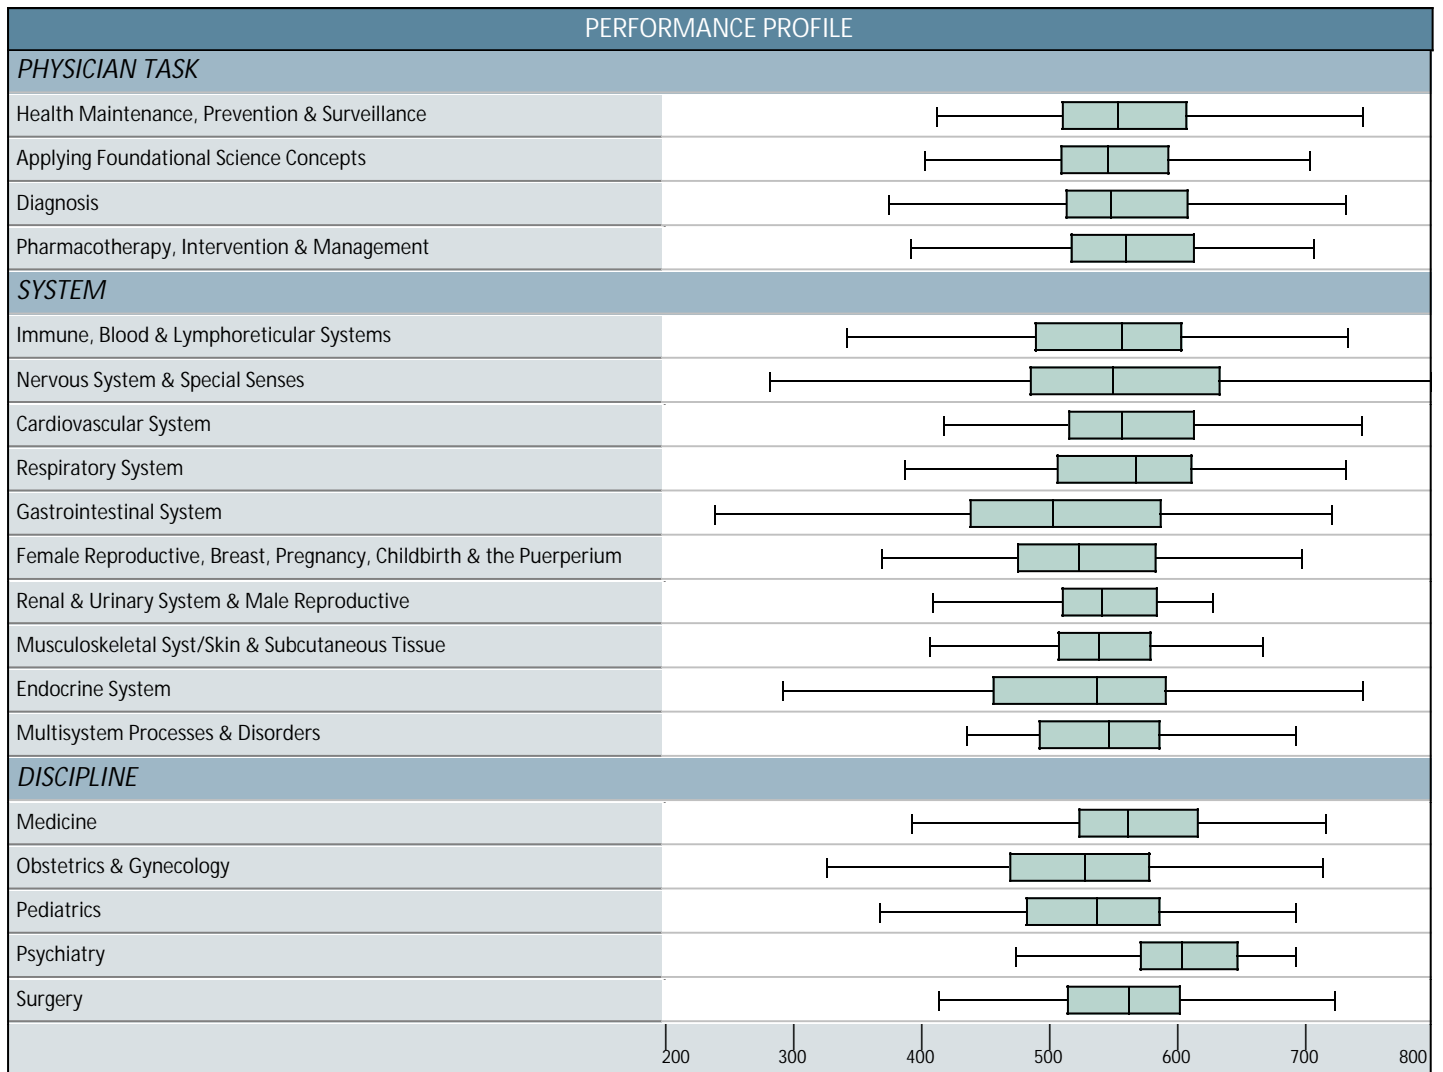 PERFORMANCE PROFILE
PHYSICIAN TASK
Health Maintenance, Prevention & Surveillance
Applying Foundational Science Concepts
Diagnosis
Pharmacotherapy, Intervention & Management
SYSTEM
Immune, Blood & Lymphoreticular Systems
Nervous System & Special Senses
Cardiovascular System
Respiratory System
Gastrointestinal System
Female Reproductive, Breast, Pregnancy, Childbirth & the Puerperium
Renal & Urinary System & Male Reproductive
Musculoskeletal Syst/Skin & Subcutaneous Tissue
Endocrine System
Multisystem Processes & Disorders
DISCIPLINE
Medicine
Obstetrics & Gynecology
Pediatrics
Psychiatry
Surgery
200 300 400 500 600 700 800